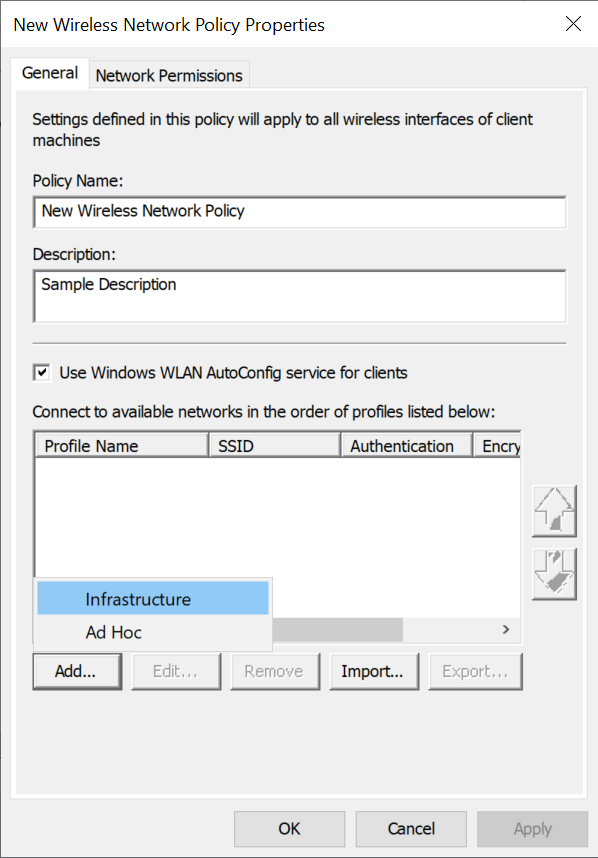 New Wireless Network Policy Properties
General
Network Permissions
Settings defined in this policy will apply to all wireless interfaces of client
machines
Policy Name:
New Wireless Network Policy
Description:
Sample Description
Use Windows WLAN AutoConfig service for clients
Connect to available networks in the order of profiles listed below:
Profile Name SSID Authentication Encry
Infrastructure
Ad Hoc
Add... Edit... Remove Import... Export...
OK Cancel Apply